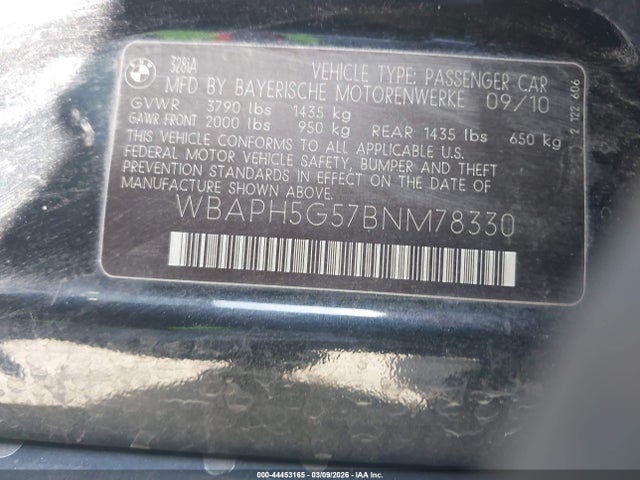 BMW
328iA
VEHICLE TYPE: PASSENGER CAR
MFD BY BAYERISCHE MOTORENWERKE 09/10
GVWR 3790 lbs 1435 kg
GAWR FRONT 2000 lbs 950 kg REAR 1435 lbs 650 kg
THIS VEHICLE CONFORMS TO ALL APPLICABLE U.S.
FEDERAL MOTOR VEHICLE SAFETY, BUMPER AND THEFT
PREVENTION STANDARDS IN EFFECT ON THE DATE OF
MANUFACTURE SHOWN ABOVE.
WBAPH5G57BNM78330
2 122 606
000-44453165 - 03/09/2026 - IAA Inc.